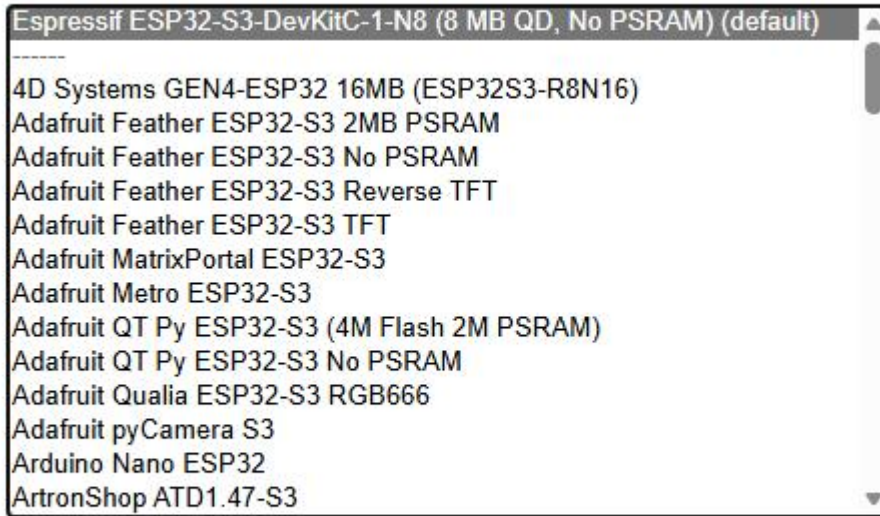 Espressif ESP32-S3-DevKitC-1-N8 (8 MB QD, No PSRAM) (default)
------
4D Systems GEN4-ESP32 16MB (ESP32S3-R8N16)
Adafruit Feather ESP32-S3 2MB PSRAM
Adafruit Feather ESP32-S3 No PSRAM
Adafruit Feather ESP32-S3 Reverse TFT
Adafruit Feather ESP32-S3 TFT
Adafruit MatrixPortal ESP32-S3
Adafruit Metro ESP32-S3
Adafruit QT Py ESP32-S3 (4M Flash 2M PSRAM)
Adafruit QT Py ESP32-S3 No PSRAM
Adafruit Qualia ESP32-S3 RGB666
Adafruit pyCamera S3
Arduino Nano ESP32
ArtronShop ATD1.47-S3